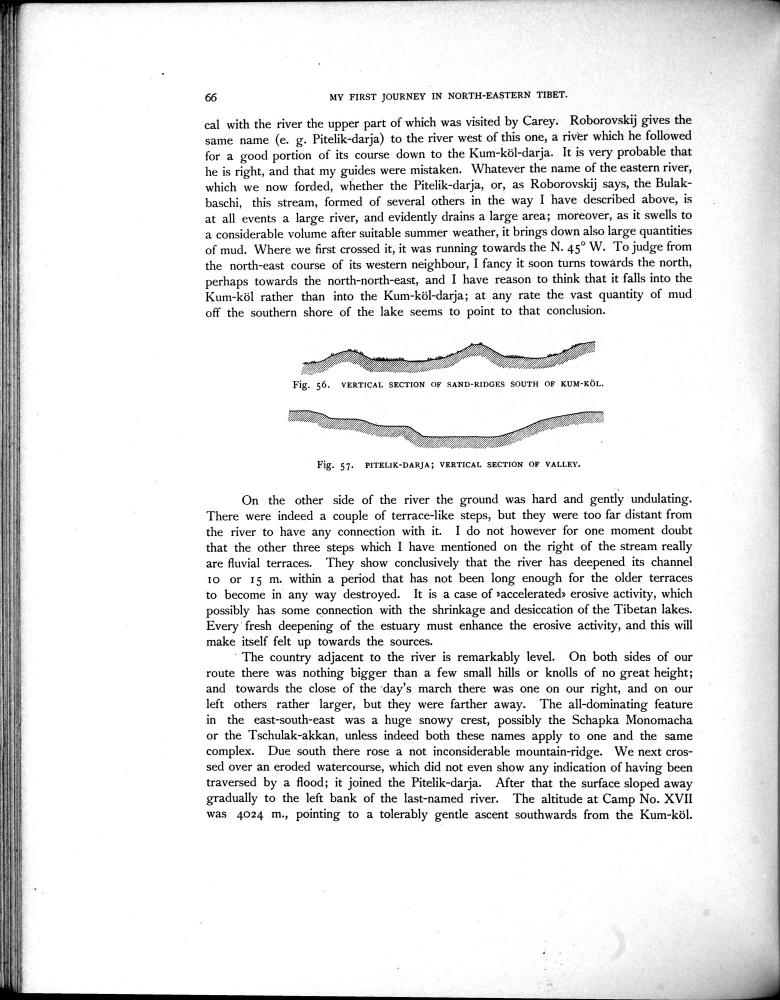 66
MY FIRST JOURNEY IN NORTH-EASTERN TIBET.
cal with the river the upper part of which was visited by Carey. Roborovskij gives the
same name (e. g. Pitelik-darja) to the river west of this one, a river which he followed
for a good portion of its course down to the Kum-köl-darja. It is very probable that
he is right, and that my guides were mistaken. Whatever the name of the eastern river,
which we now forded, whether the Pitelik-darja, or, as Roborovskij says, the Bulak-
baschi, this stream, formed of several others in the way I have described above, is
at all events a large river, and evidently drains a large area; moreover, as it swells to
a considerable volume after suitable summer weather, it brings down also large quantities
of mud. Where we first crossed it, it was running towards the N. 45° W. To judge from
the north-east course of its western neighbour, I fancy it soon turns towards the north,
perhaps towards the north-north-east, and I have reason to think that it falls into the
Kum-köl rather than into the Kum-köl-darja; at any rate the vast quantity of mud
off the southern shore of the lake seems to point to that conclusion.
Fig. 56. VERTICAL SECTION OF SAND-RIDGES SOUTH OF KUM-KÖL.
Fig. 57. PITELIK-DARJA; VERTICAL SECTION OF VALLEY.
On the other side of the river the ground was hard and gently undulating.
There were indeed a couple of terrace-like steps, but they were too far distant from
the river to have any connection with it. I do not however for one moment doubt
that the other three steps which I have mentioned on the right of the stream really
are fluvial terraces. They show conclusively that the river has deepened its channel
10 or 15 m. within a period that has not been long enough for the older terraces
to become in any way destroyed. It is a case of »accelerated» erosive activity, which
possibly has some connection with the shrinkage and desiccation of the Tibetan lakes.
Every fresh deepening of the estuary must enhance the erosive activity, and this will
make itself felt up towards the sources.
The country adjacent to the river is remarkably level. On both sides of our
route there was nothing bigger than a few small hills or knolls of no great height;
and towards the close of the day's march there was one on our right, and on our
left others rather larger, but they were farther away. The all-dominating feature
in the east-south-east was a huge snowy crest, possibly the Schapka Monomacha
or the Tschulak-akkan, unless indeed both these names apply to one and the same
complex. Due south there rose a not inconsiderable mountain-ridge. We next cros-
sed over an eroded watercourse, which did not even show any indication of having been
traversed by a flood; it joined the Pitelik-darja. After that the surface sloped away
gradually to the left bank of the last-named river. The altitude at Camp No. XVII
was 4024 m., pointing to a tolerably gentle ascent southwards from the Kum-köl.